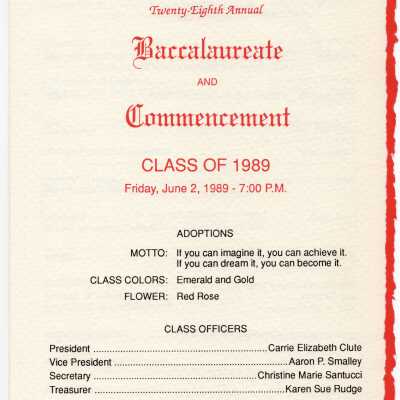 Twenty-Eighth Annual
Baccalaureate
AND
Commencement
CLASS OF 1989
Friday, June 2, 1989 - 7:00 P.M.
ADOPTIONS
MOTTO: If you can imagine it, you can achieve it.
If you can dream it, you can become it.
CLASS COLORS: Emerald and Gold
FLOWER: Red Rose
CLASS OFFICERS
President ........................................................ Carrie Elizabeth Clute
Vice President ........................................................ Aaron P. Smalley
Secretary ........................................................ Christine Marie Santucci
Treasurer ........................................................ Karen Sue Rudge